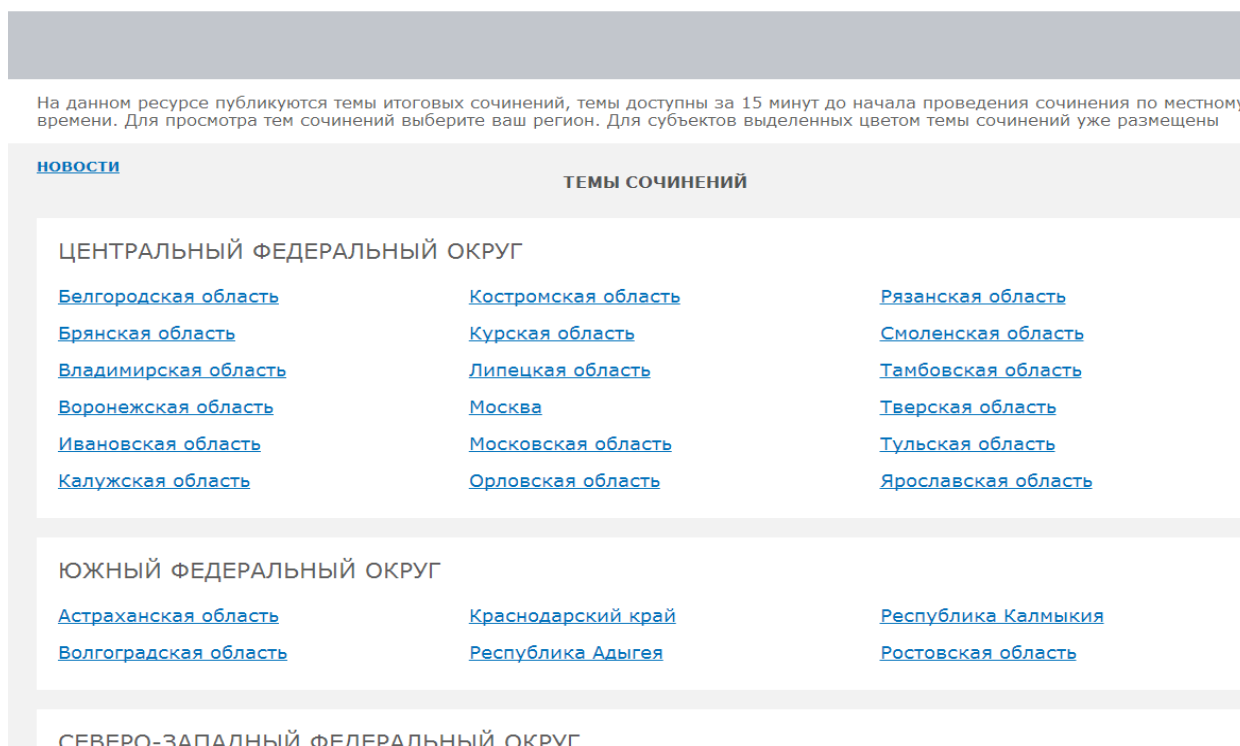 На данном ресурсе публикуются темы итоговых сочинений, темы доступны за 15 минут до начала проведения сочинения по местному
времени. Для просмотра тем сочинений выберите ваш регион. Для субъектов выделенных цветом темы сочинений уже размещены
НОВОСТИ
ТЕМЫ СОЧИНЕНИЙ
ЦЕНТРАЛЬНЫЙ ФЕДЕРАЛЬНЫЙ ОКРУГ
Белгородская область Костромская область Рязанская область
Брянская область Курская область Смоленская область
Владимирская область Липецкая область Тамбовская область
Воронежская область Москва Тверская область
Ивановская область Московская область Тульская область
Калужская область Орловская область Ярославская область
ЮЖНЫЙ ФЕДЕРАЛЬНЫЙ ОКРУГ
Астраханская область Краснодарский край Республика Калмыкия
Волгоградская область Республика Адыгея Ростовская область
СЕВЕРО-ЗАПАДНЫЙ ФЕДЕРАЛЬНЫЙ ОКРУГ